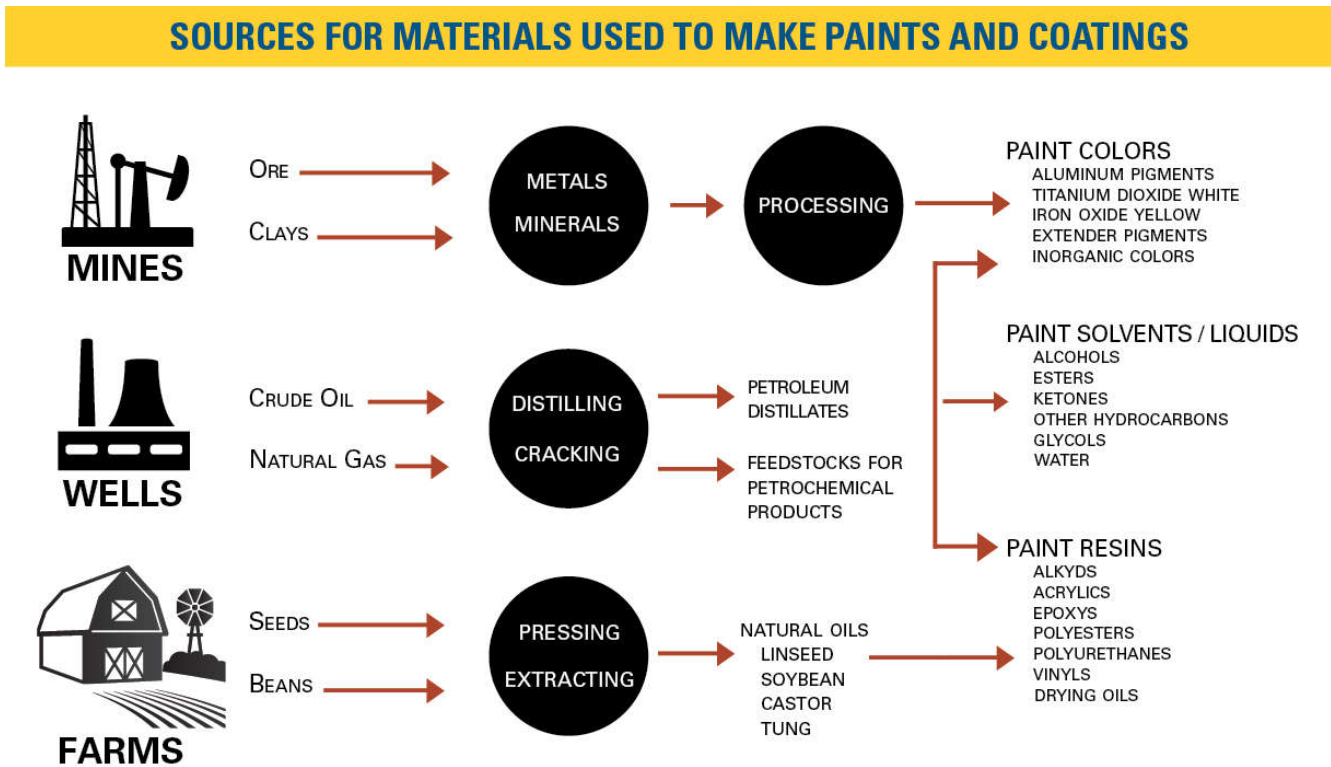 SOURCES FOR MATERIALS USED TO MAKE PAINTS AND COATINGS
MINES
ORE
CLAYS
METALS
MINERALS
PROCESSING
PAINT COLORS
ALUMINUM PIGMENTS
TITANIUM DIOXIDE WHITE
IRON OXIDE YELLOW
EXTENDER PIGMENTS
INORGANIC COLORS
WELLS
CRUDE OIL
NATURAL GAS
DISTILLING
CRACKING
PETROLEUM
DISTILLATES
FEEDSTOCKS FOR
PETROCHEMICAL
PRODUCTS
PAINT SOLVENTS / LIQUIDS
ALCOHOLS
ESTERS
KETONES
OTHER HYDROCARBONS
GLYCOLS
WATER
FARMS
SEEDS
BEANS
PRESSING
EXTRACTING
NATURAL OILS
LINSEED
SOYBEAN
CASTOR
TUNG
PAINT RESINS
ALKYDS
ACRYLICS
EPOXYS
POLYESTERS
POLYURETHANES
VINYLS
DRYING OILS